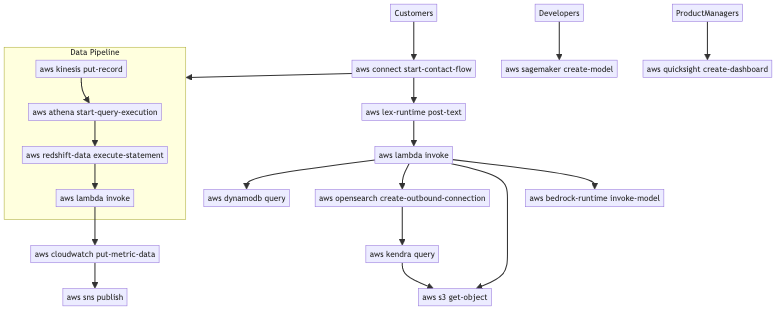 Customers
Developers
ProductManagers
Data Pipeline
aws kinesis put-record
aws connect start-contact-flow
aws sagemaker create-model
aws quicksight create-dashboard
aws athena start-query-execution
aws lex-runtime post-text
aws redshift-data execute-statement
aws lambda invoke
aws lambda invoke
aws dynamodb query
aws opensearch create-outbound-connection
aws bedrock-runtime invoke-model
aws cloudwatch put-metric-data
aws kendra query
aws sns publish
aws s3 get-object